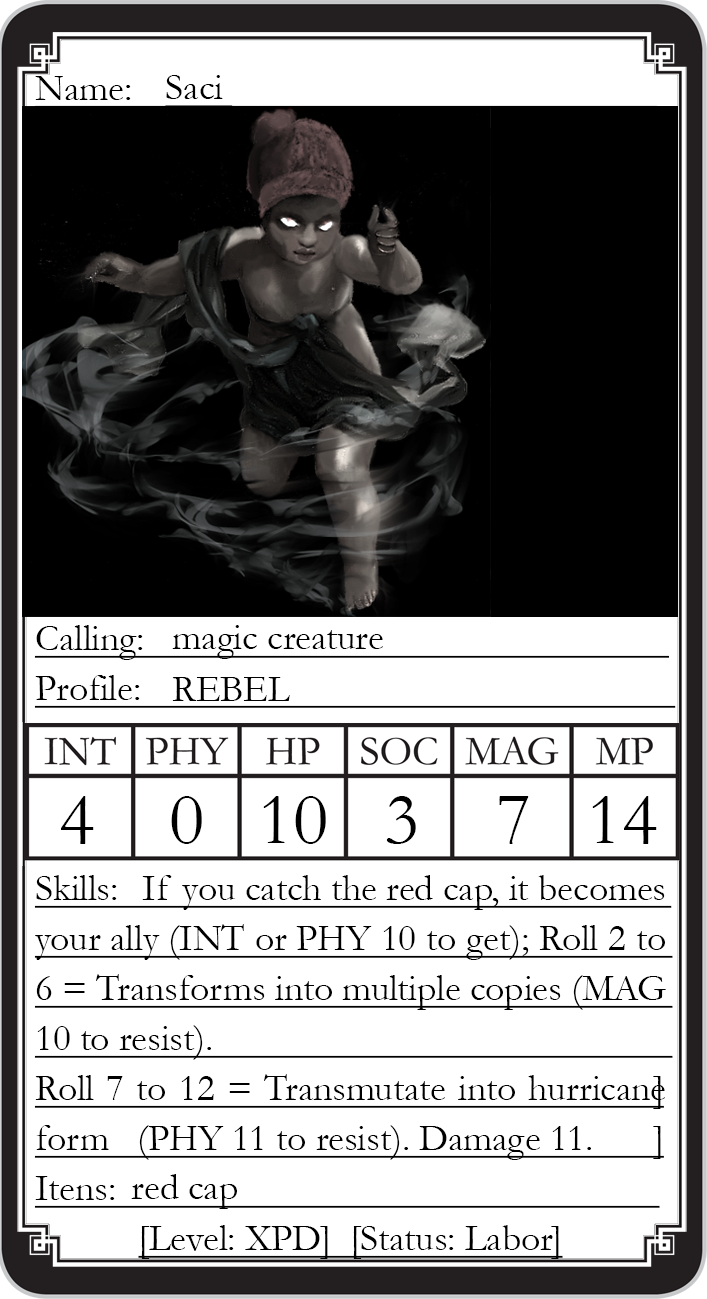 Name: Saci
Calling: magic creature
Profile: REBEL
INT PHY HP SOC MAG MP
4 0 10 3 7 14
Skills: If you catch the red cap, it becomes
your ally (INT or PHY 10 to get); Roll 2 to
6 = Transforms into multiple copies (MAG
10 to resist).
Roll 7 to 12 = Transmutate into hurricane]
form (PHY 11 to resist). Damage 11. ]
Itens: red cap
[Level: XPD] [Status: Labor]